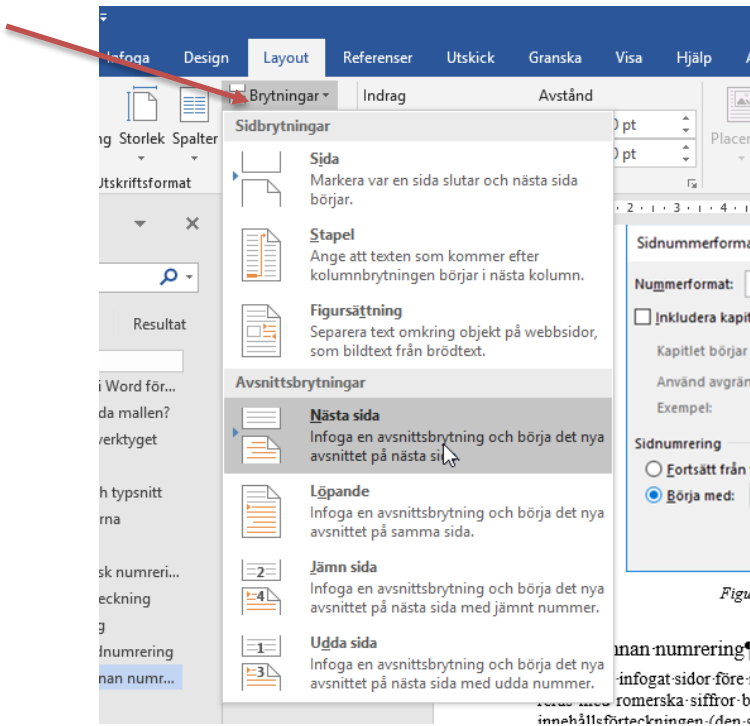 Infoga Design Layout Referenser Utskick Granska Visa Hjälp
Brytningar Indrag Avstånd
Storlek Spalter
Utskriftsformat
pt
pt
Sidbrytningar
Sida
Markera var en sida slutar och nästa sida
börjar.
Stapel
Ange att texten som kommer efter
kolumnbrytningen börjar i nästa kolumn.
Figursättning
Separera text omkring objekt på webbsidor,
som bildtext från brödtext.
Avsnittsbrytningar
Nästa sida
Infoga en avsnittsbrytning och börja det nya
avsnittet på nästa sida.
Löpande
Infoga en avsnittsbrytning och börja det nya
avsnittet på samma sida.
Jämn sida
Infoga en avsnittsbrytning och börja det nya
avsnittet på nästa sida med jämnt nummer.
Udda sida
Infoga en avsnittsbrytning och börja det nya
avsnittet på nästa sida med udda nummer.
Resultat
i Word för...
da mallen?
verktyget
h typsnitt
rna
sk numreri...
eckning
g
dnumrering
nan numr...
2 · ı · 3 · ı · 4 · ı
Sidnummerforma
Nummerformat:
Inkludera kapit
Kapitlet börjar
Använd avgrän
Exempel:
Sidnumrering
Fortsätt från
Börja med:
Figu
nnan·numrering¶
·infogat·sidor·före·
romerska·siffror·b
innehållsförteckningen·(den·s